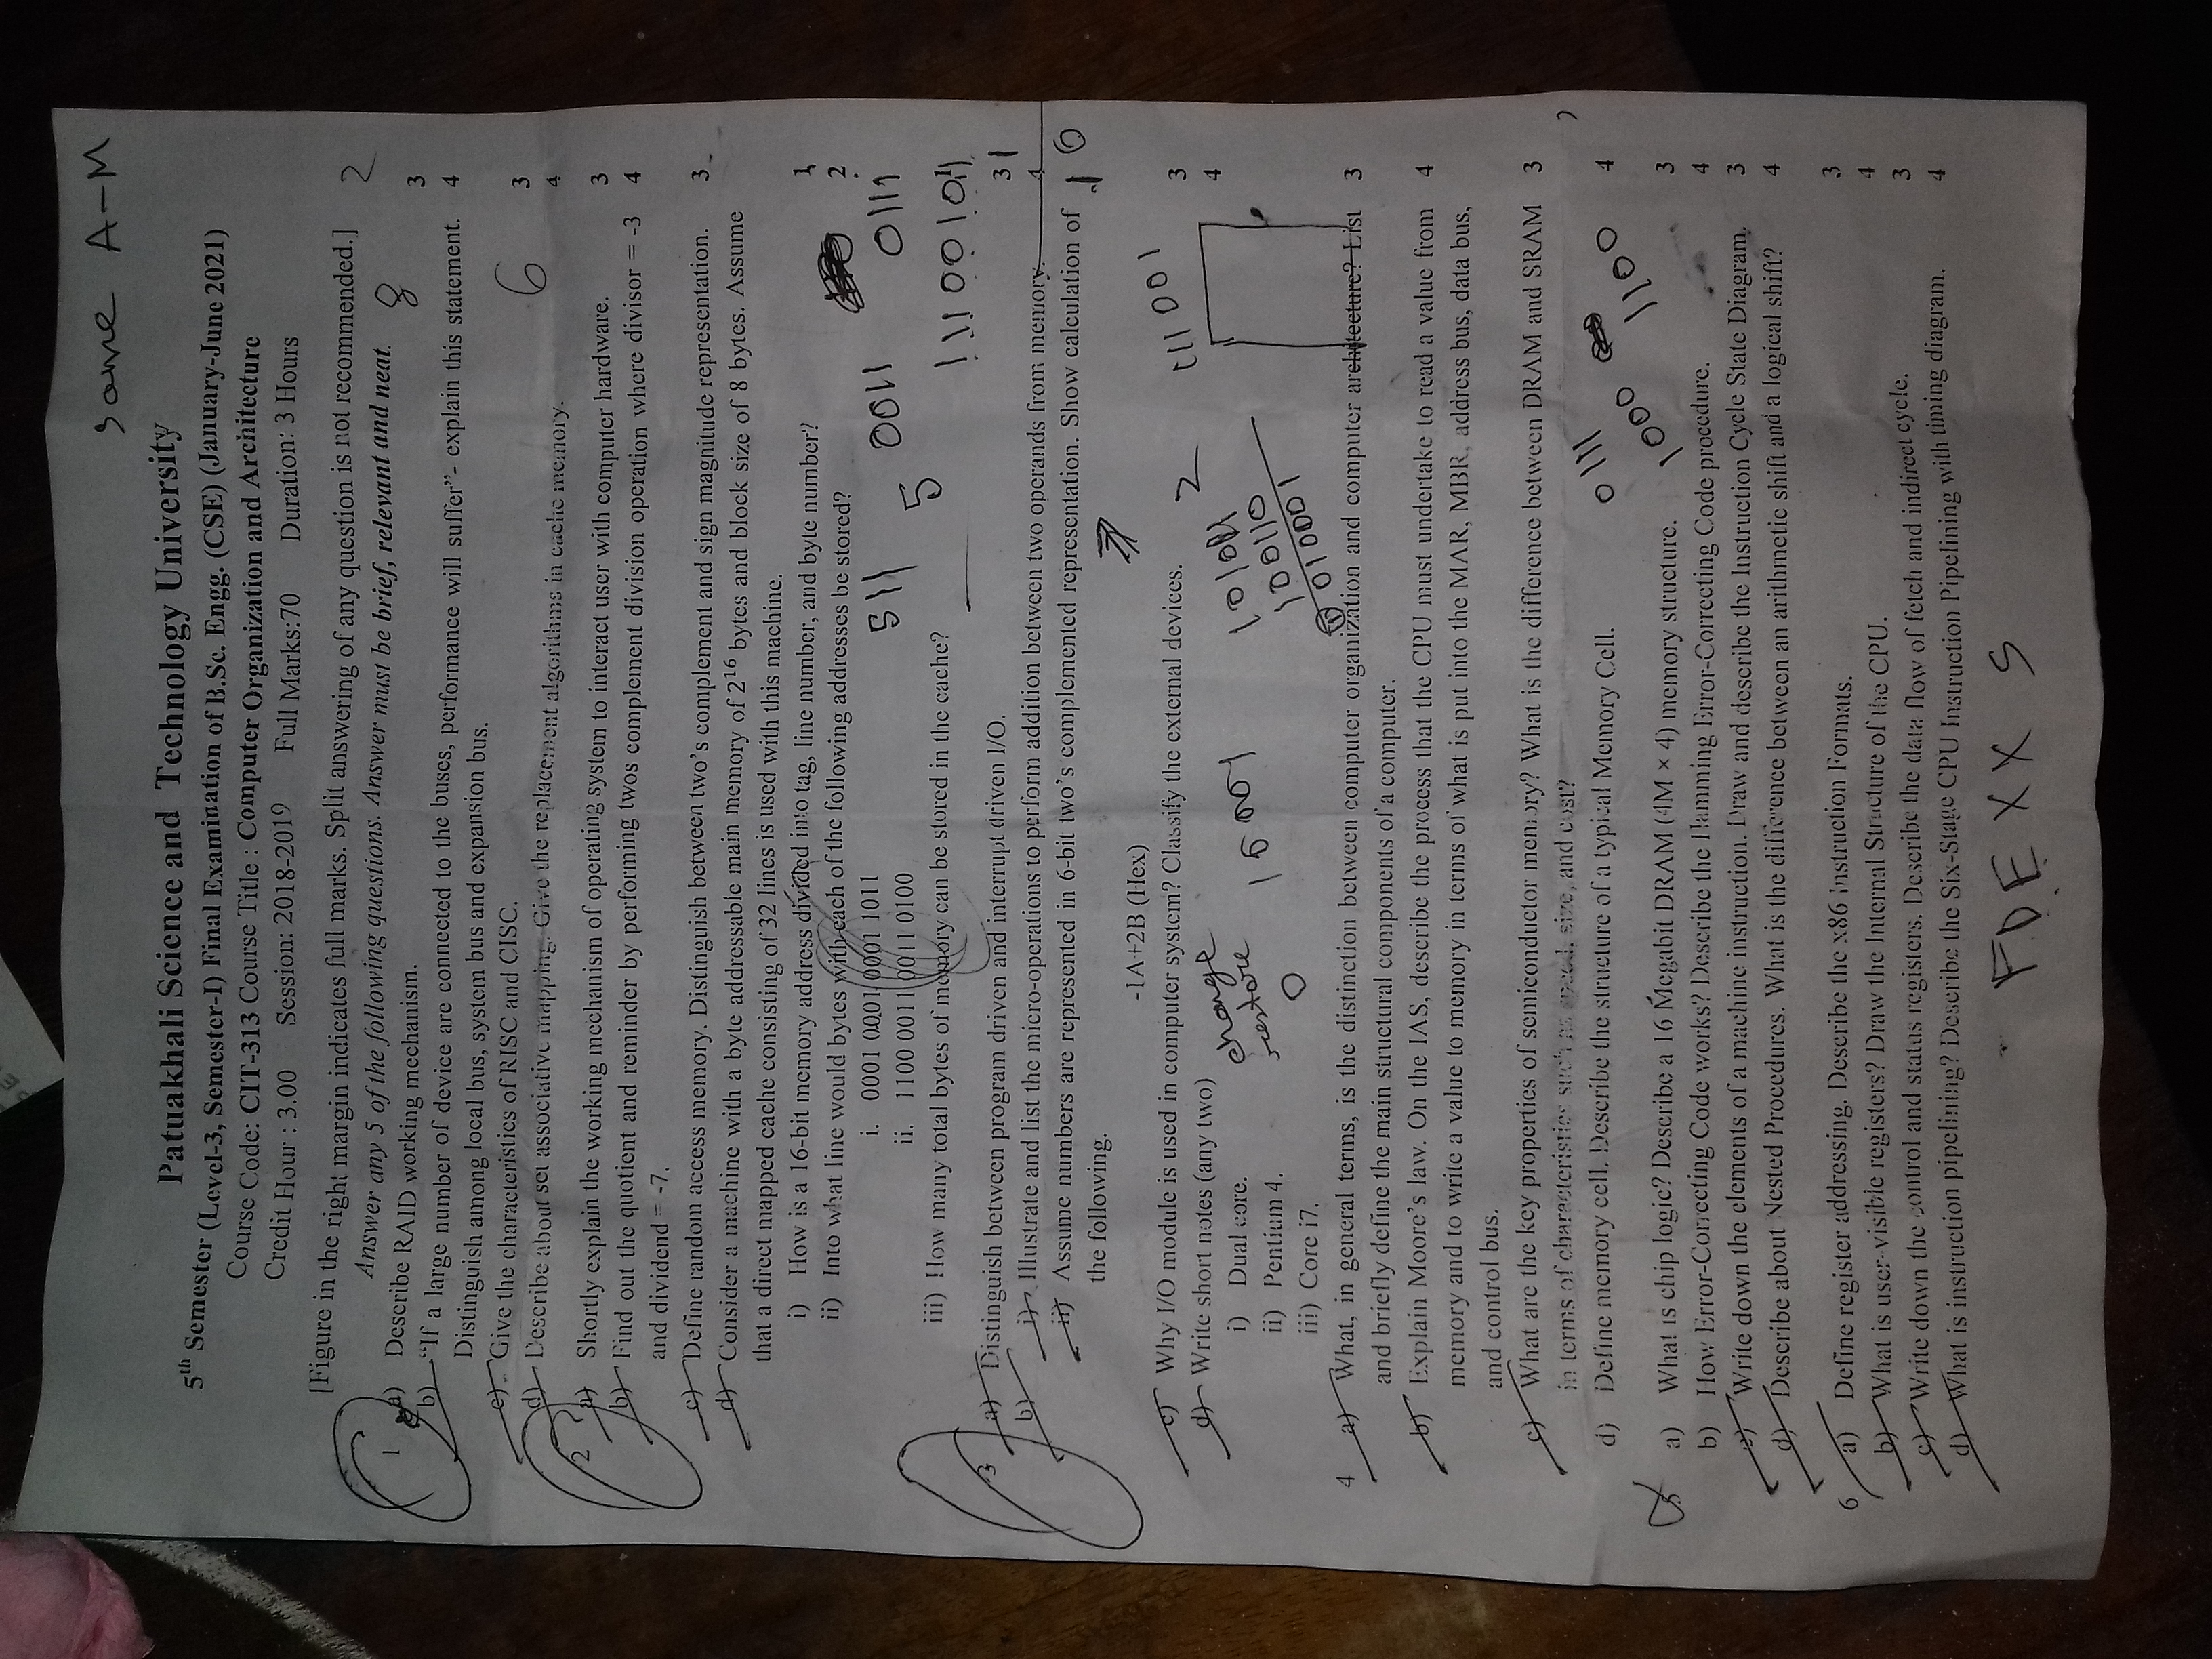 same A-M
Patuakhali Science and Technology University
5th Semester (Level-3, Semester-I) Final Examination of B.Sc. Engg. (CSE) (January-June 2021)
Course Code: CIT-313 Course Title : Computer Organization and Architecture
Credit Hour : 3.00 Session: 2018-2019 Full Marks:70 Duration: 3 Hours
[Figure in the right margin indicates full marks. Split answering of any question is not recommended.]
2
Answer any 5 of the following questions. Answer must be brief, relevant and neat.
8
1 a) Describe RAID working mechanism. 3
b) “If a large number of device are connected to the buses, performance will suffer”- explain this statement. 4
Distinguish among local bus, system bus and expansion bus.
c) Give the characteristics of RISC and CISC. 3
6
d) Describe about set associative mapping. Give the replacement algorithms in cache memory. 4
2 a) Shortly explain the working mechanism of operating system to interact user with computer hardware. 3
b) Find out the quotient and reminder by performing twos complement division operation where divisor = -3 4
and dividend = -7.
c) Define random access memory. Distinguish between two’s complement and sign magnitude representation. 3
d) Consider a machine with a byte addressable main memory of 2^16 bytes and block size of 8 bytes. Assume
that a direct mapped cache consisting of 32 lines is used with this machine.
i) How is a 16-bit memory address divided into tag, line number, and byte number? 1
ii) Into what line would bytes with each of the following addresses be stored? 2
i. 0001 0001 0001 1011
511 0011 0111
ii. 1100 0011 0011 0100
5
iii) How many total bytes of memory can be stored in the cache?
3 a) Distinguish between program driven and interrupt driven I/O. 3
b) i) Illustrate and list the micro-operations to perform addition between two operands from memory.
ii) Assume numbers are represented in 6-bit two’s complemented representation. Show calculation of
the following.
-1A+2B (Hex)
c) Why I/O module is used in computer system? Classify the external devices. 3
111001
2
d) Write short notes (any two) 4
change
restore
0
10001
i) Dual core.
ii) Pentium 4.
100110
010001
iii) Core i7.
4 a) What, in general terms, is the distinction between computer organization and computer architecture? List 3
and briefly define the main structural components of a computer.
b) Explain Moore’s law. On the IAS, describe the process that the CPU must undertake to read a value from 4
memory and to write a value to memory in terms of what is put into the MAR, MBR, address bus, data bus,
and control bus.
c) What are the key properties of semiconductor memory? What is the difference between DRAM and SRAM 3
in terms of characteristics such as speed, size, and cost?
d) Define memory cell. Describe the structure of a typical Memory Cell. 4
0111
1000 1100
5 a) What is chip logic? Describe a 16 Megabit DRAM (4M × 4) memory structure. 3
b) How Error-Correcting Code works? Describe the Hamming Error-Correcting Code procedure. 4
c) Write down the elements of a machine instruction. Draw and describe the Instruction Cycle State Diagram. 3
d) Describe about Nested Procedures. What is the difference between an arithmetic shift and a logical shift? 4
6 a) Define register addressing. Describe the x86 Instruction Formats. 3
b) What is user-visible registers? Draw the Internal Structure of the CPU. 4
c) Write down the control and status registers. Describe the data flow of fetch and indirect cycle. 3
d) What is instruction pipelining? Describe the Six-Stage CPU Instruction Pipelining with timing diagram. 4
FDEXX S